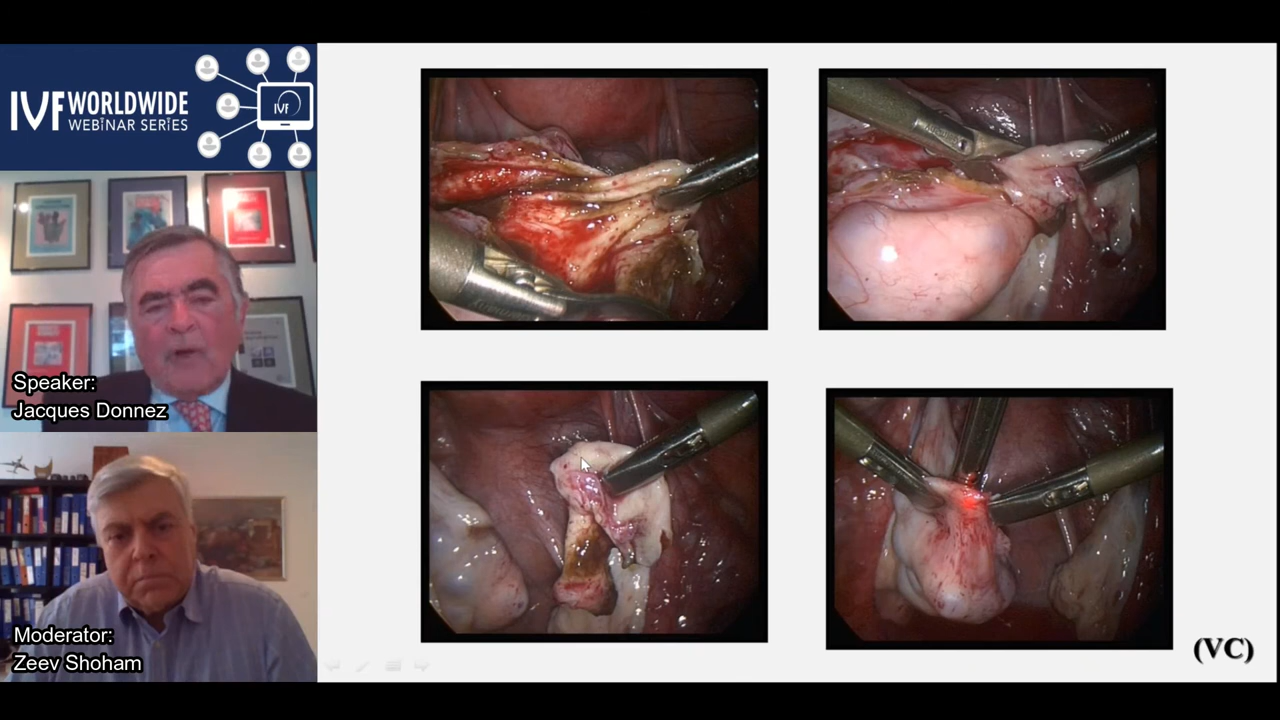 IVF WORLDWIDE
WEBINAR SERIES
IVF
Speaker:
Jacques Donnez
Moderator:
Zeev Shoham
(VC)